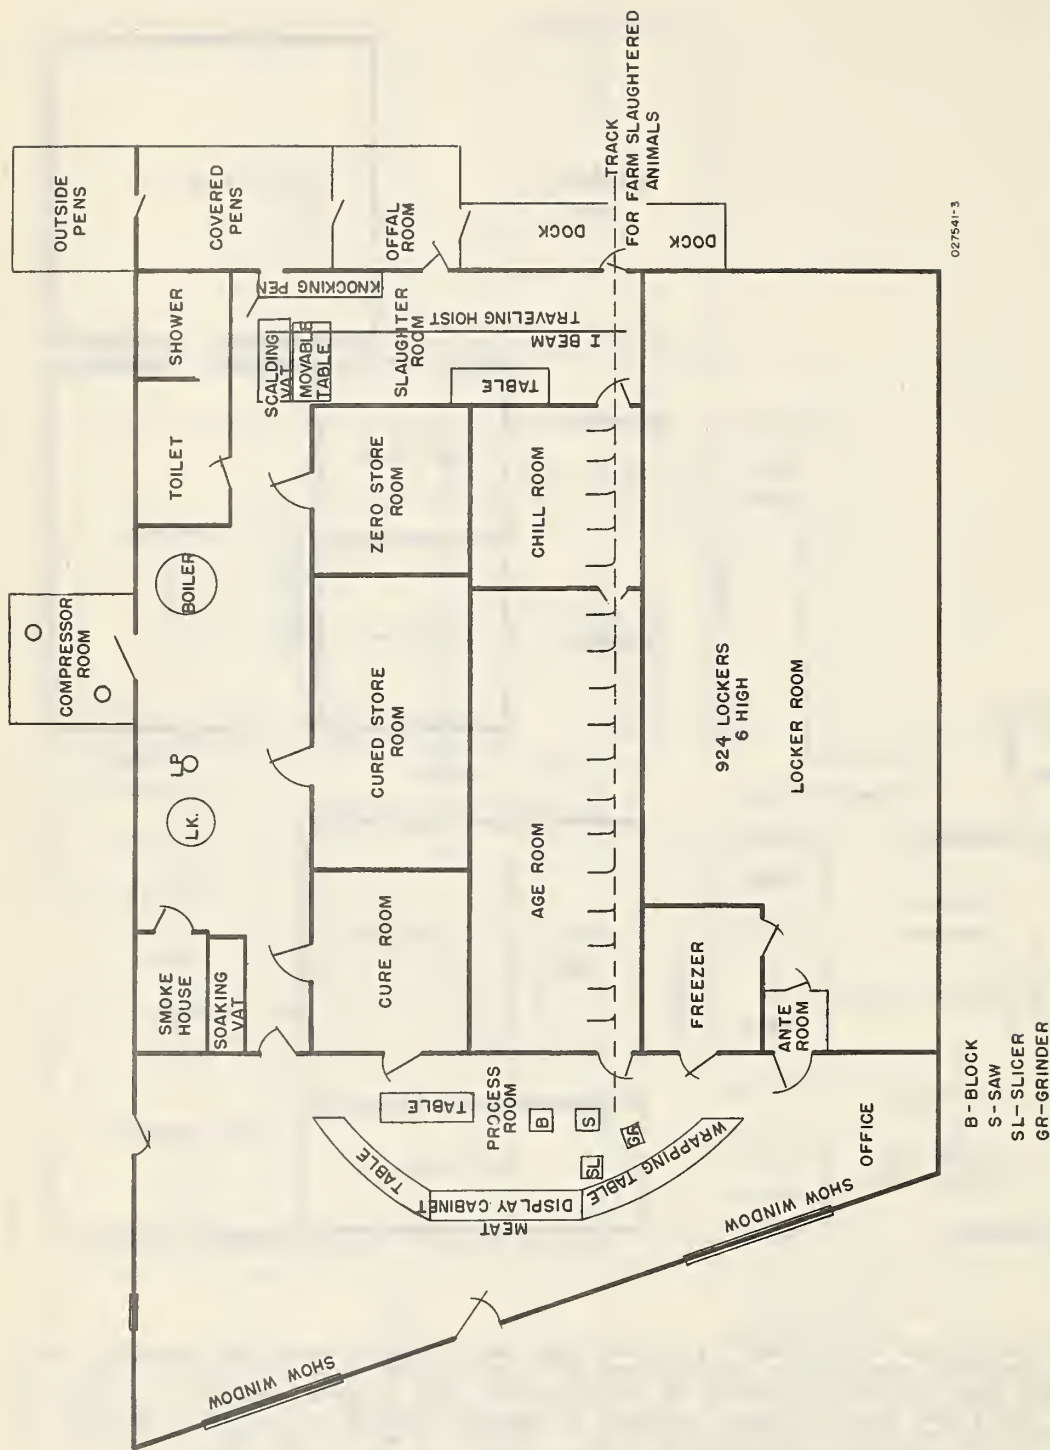 OUTSIDE
PENS
COVERED
PENS
OFFAL
ROOM
DOCK
TRACK
FOR FARM SLAUGHTERED
ANIMALS
DOCK
027541-3
SHOWER
KNOCKING PEN
TOILET
SCALDING
VAT
MOVABLE
TABLE
SLAUGHTER
ROOM
TRAVELING HOIST
I BEAM
TABLE
COMPRESSOR
ROOM
BOILER
ZERO STORE
ROOM
CHILL ROOM
LP
L.K.
CURED STORE
ROOM
924 LOCKERS
6 HIGH
LOCKER ROOM
AGE ROOM
SMOKE
HOUSE
SOAKING
VAT
CURE ROOM
FREEZER
ANTE
ROOM
TABLE
PROCESS
ROOM
B
S
GR
SL
TABLE
MEAT
DISPLAY CABINET
WRAPPING TABLE
OFFICE
SHOW WINDOW
SHOW WINDOW
B-BLOCK
S-SAW
SL-SLICER
GR-GRINDER